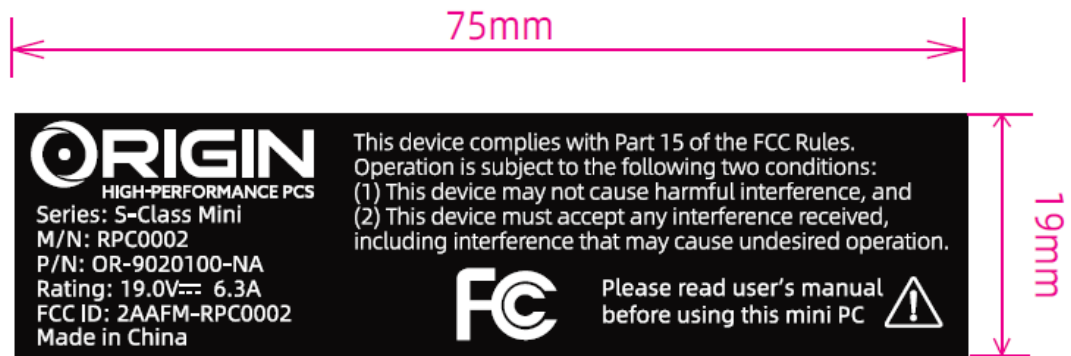 75mm
ORIGIN
HIGH-PERFORMANCE PCS
Series: S-Class Mini
M/N: RPC0002
P/N: OR-9020100-NA
Rating: 19.0V⎓ 6.3A
FCC ID: 2AAFM-RPC0002
Made in China
This device complies with Part 15 of the FCC Rules.
Operation is subject to the following two conditions:
(1) This device may not cause harmful interference, and
(2) This device must accept any interference received,
including interference that may cause undesired operation.
FC
Please read user's manual
before using this mini PC
19mm